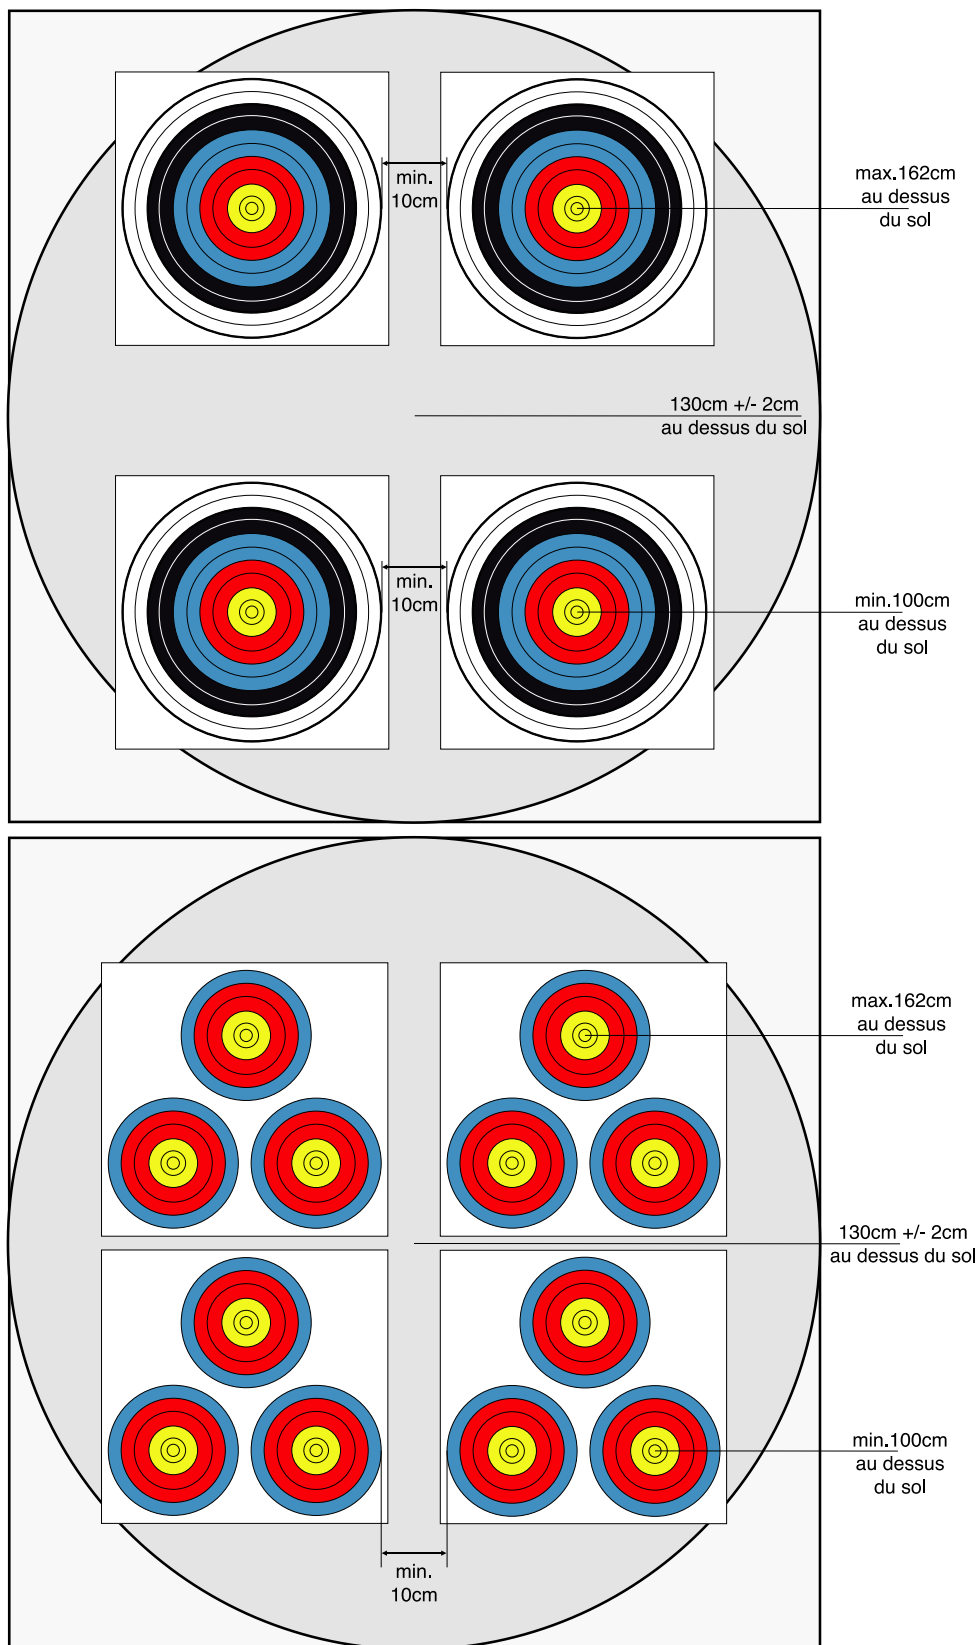 max.162cm
au dessus
du sol
min.
10cm
130cm +/- 2cm
au dessus du sol
min.
10cm
min.100cm
au dessus
du sol
max.162cm
au dessus
du sol
130cm +/- 2cm
au dessus du sol
min.100cm
au dessus
du sol
min.
10cm